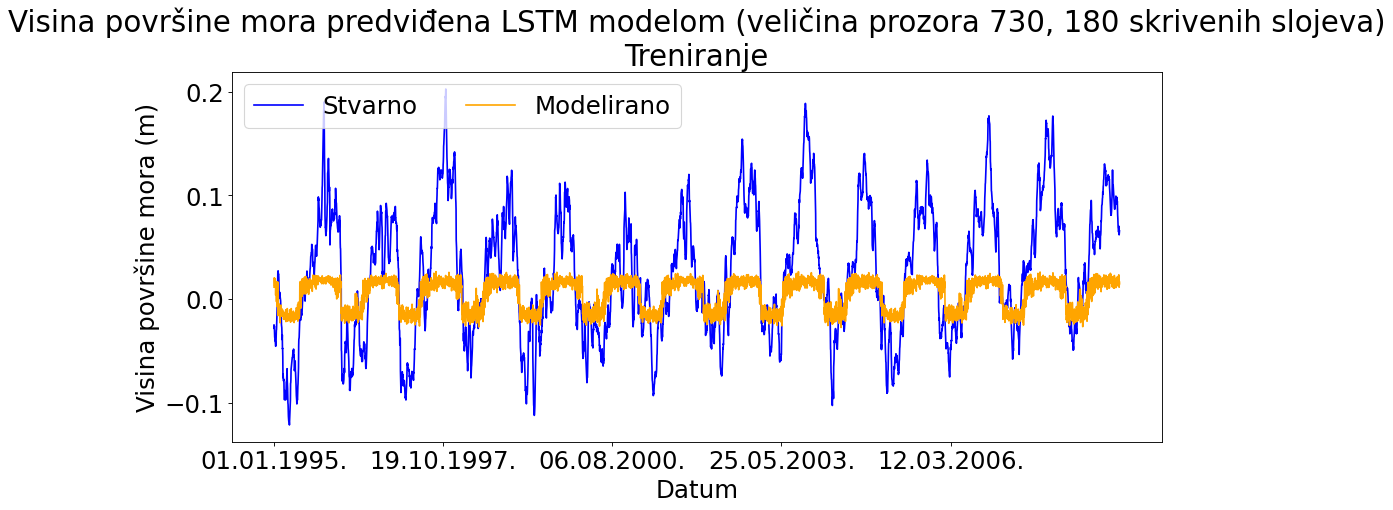 Visina površine mora predviđena LSTM modelom (veličina prozora 730, 180 skrivenih slojeva)
Treniranje
Stvarno Modelirano
Visina površine mora (m)
0.2
0.1
0.0
−0.1
01.01.1995. 19.10.1997. 06.08.2000. 25.05.2003. 12.03.2006.
Datum